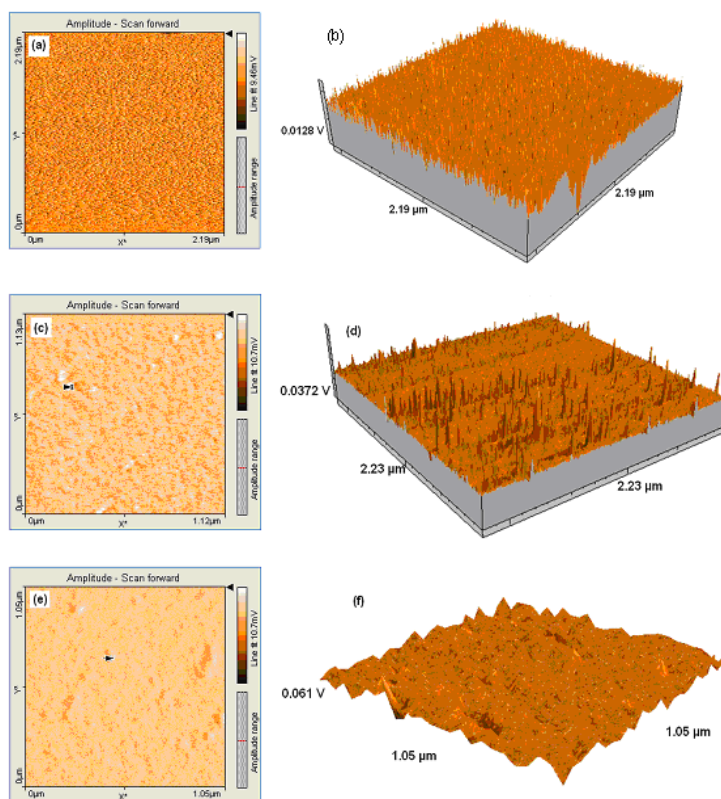 Amplitude - Scan forward
(a)
2.19µm
Y*
0µm
0µm
X*
2.19µm
Line fit 9.46mV
Amplitude range
(b)
0.0128 V
2.19 µm
2.19 µm
Amplitude - Scan forward
(c)
1.13µm
Y*
0µm
0µm
X*
1.12µm
Line fit 10.7mV
Amplitude range
(d)
0.0372 V
2.23 µm
2.23 µm
Amplitude - Scan forward
(e)
1.05µm
Y*
0µm
0µm
X*
1.05µm
Line fit 10.7mV
Amplitude range
(f)
0.061 V
1.05 µm
1.05 µm